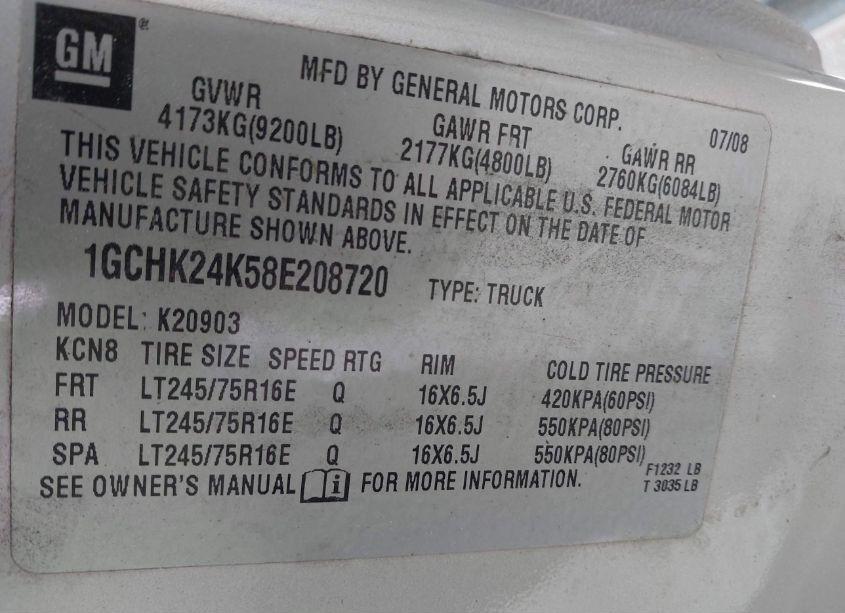 GM ®
MFD BY GENERAL MOTORS CORP. 07/08
GVWR GAWR FRT GAWR RR
4173KG(9200LB) 2177KG(4800LB) 2760KG(6084LB)
THIS VEHICLE CONFORMS TO ALL APPLICABLE U.S. FEDERAL MOTOR
VEHICLE SAFETY STANDARDS IN EFFECT ON THE DATE OF
MANUFACTURE SHOWN ABOVE.
1GCHK24K58E208720 TYPE: TRUCK
MODEL: K20903
KCN8 TIRE SIZE SPEED RTG RIM COLD TIRE PRESSURE
FRT LT245/75R16E Q 16X6.5J 420KPA(60PSI)
RR LT245/75R16E Q 16X6.5J 550KPA(80PSI)
SPA LT245/75R16E Q 16X6.5J 550KPA(80PSI)
SEE OWNER'S MANUAL i FOR MORE INFORMATION. F1232 LB
T 3035 LB